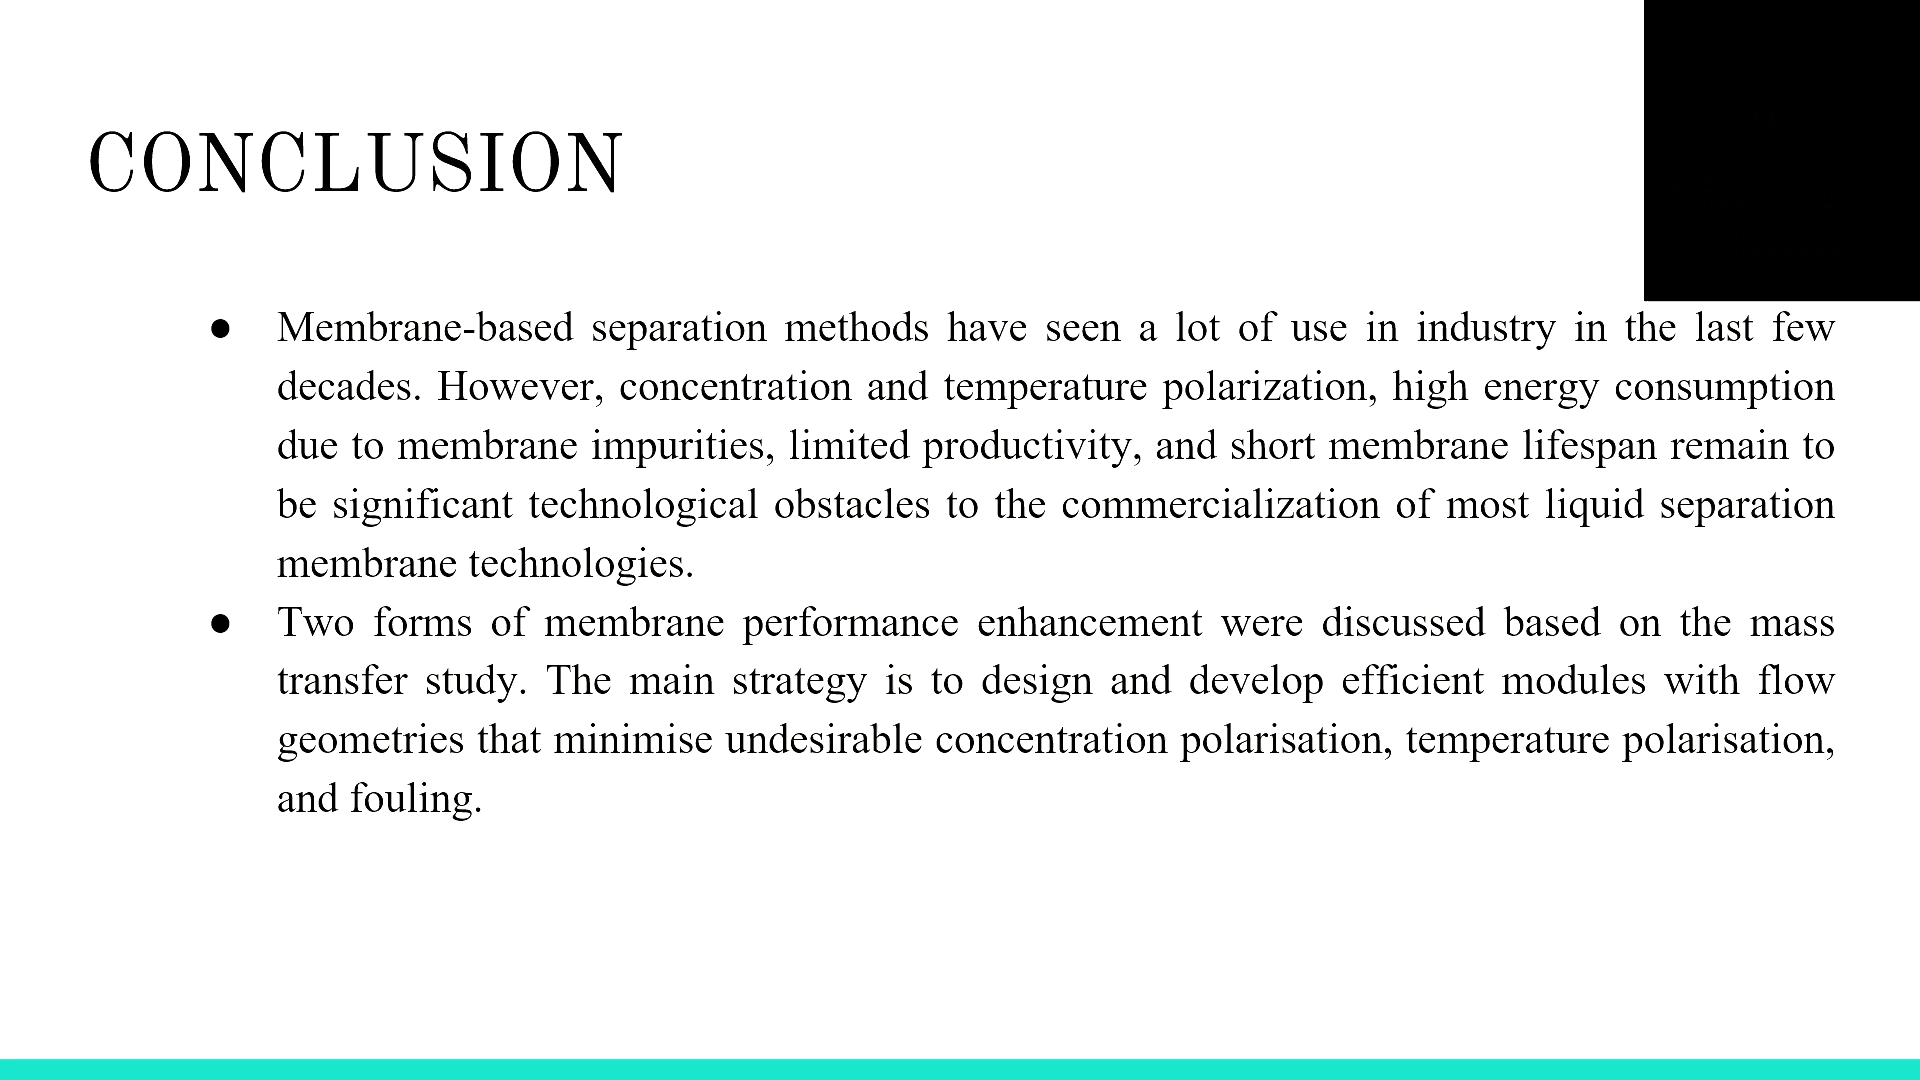 CONCLUSION
● Membrane-based separation methods have seen a lot of use in industry in the last few
decades. However, concentration and temperature polarization, high energy consumption
due to membrane impurities, limited productivity, and short membrane lifespan remain to
be significant technological obstacles to the commercialization of most liquid separation
membrane technologies.
● Two forms of membrane performance enhancement were discussed based on the mass
transfer study. The main strategy is to design and develop efficient modules with flow
geometries that minimise undesirable concentration polarisation, temperature polarisation,
and fouling.